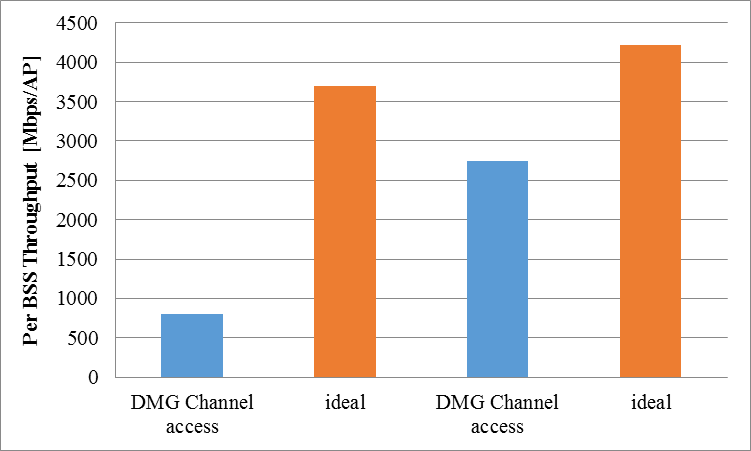 Per BSS Throughput [Mbps/AP]
4500
4000
3500
3000
2500
2000
1500
1000
500
0
DMG Channel
access
ideal
DMG Channel
access
ideal